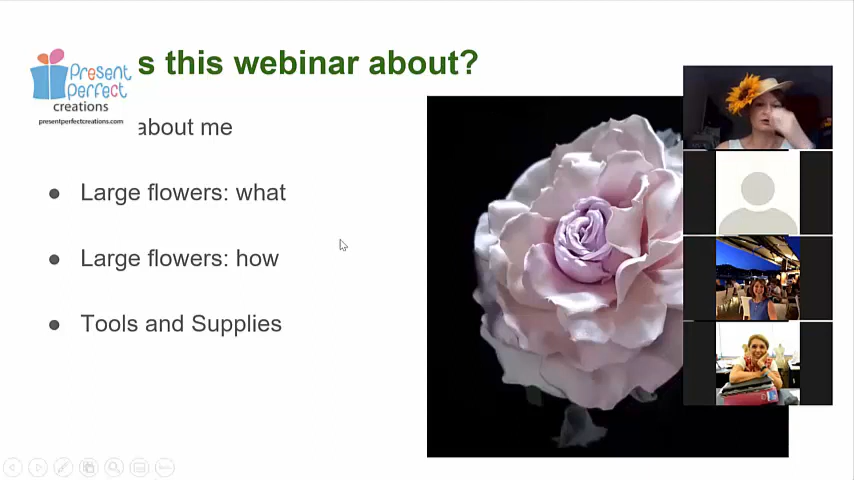 s this webinar about?
Present
Perfect
creations
presentperfectcreations.com
about me
● Large flowers: what
● Large flowers: how
● Tools and Supplies